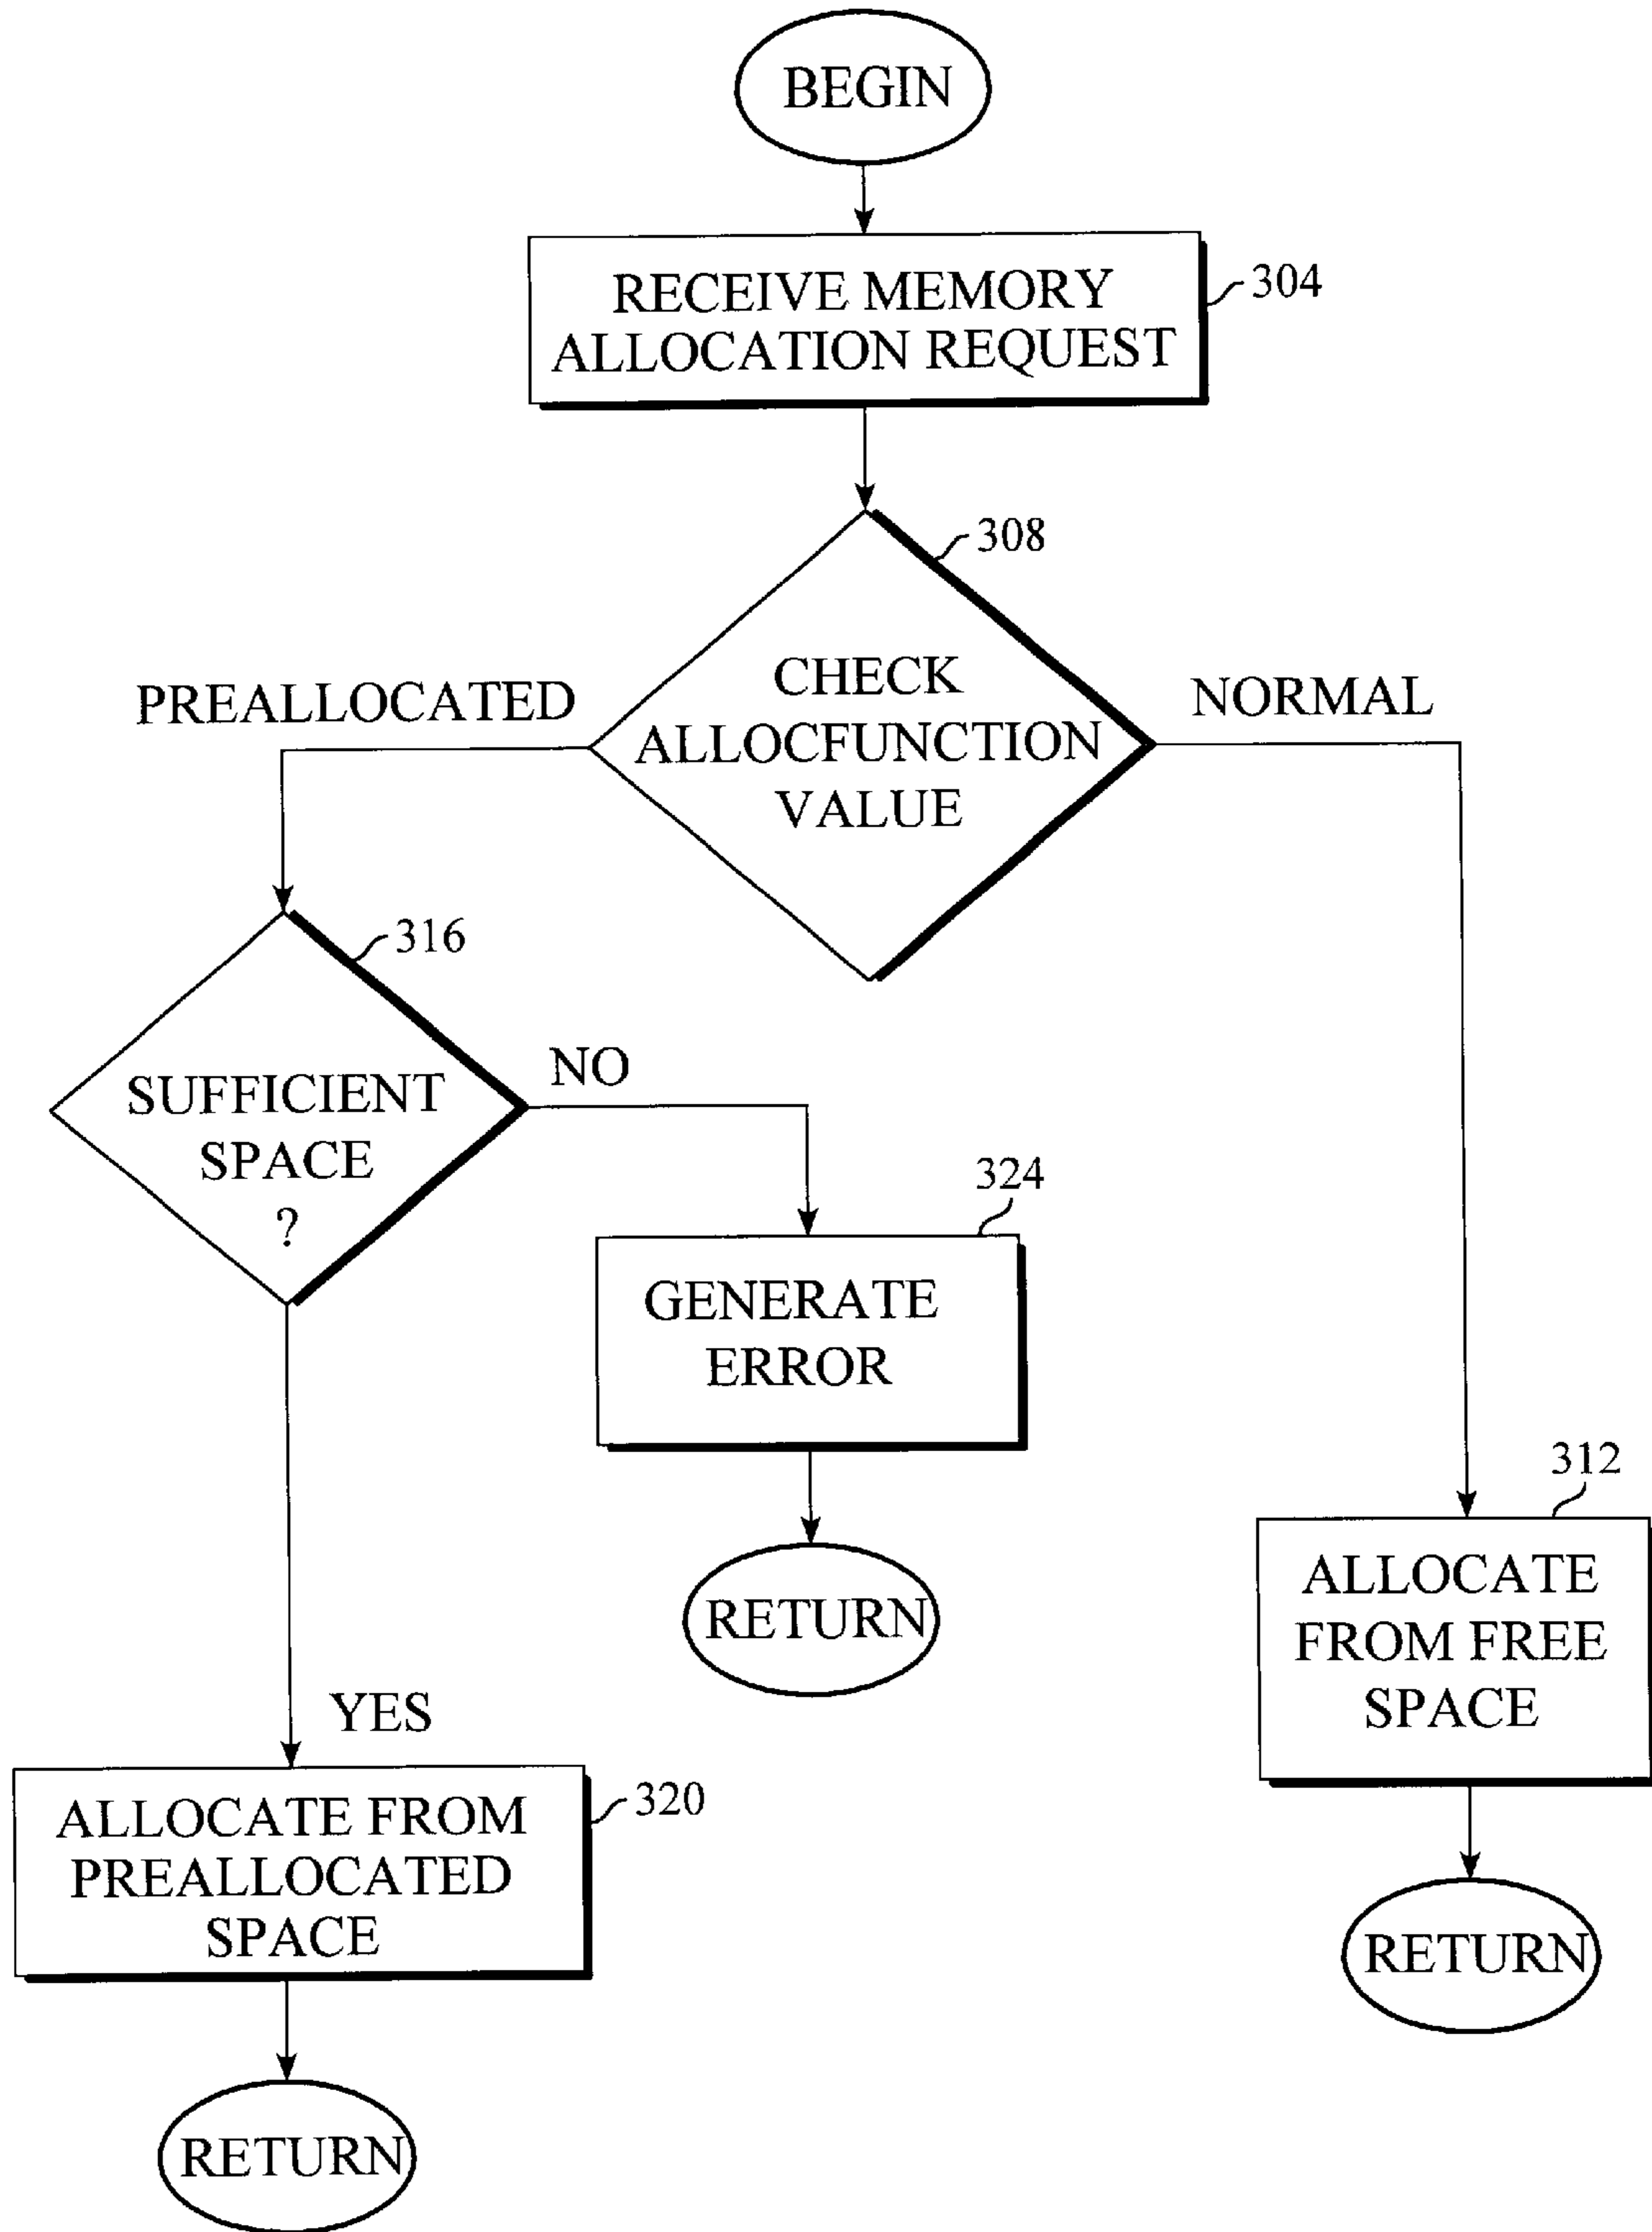 BEGIN
RECEIVE MEMORY
ALLOCATION REQUEST
304
308
CHECK
ALLOCFUNCTION
VALUE
PREALLOCATED
NORMAL
316
SUFFICIENT
SPACE
?
NO
324
GENERATE
ERROR
RETURN
312
ALLOCATE
FROM FREE
SPACE
RETURN
YES
ALLOCATE FROM
PREALLOCATED
SPACE
320
RETURN